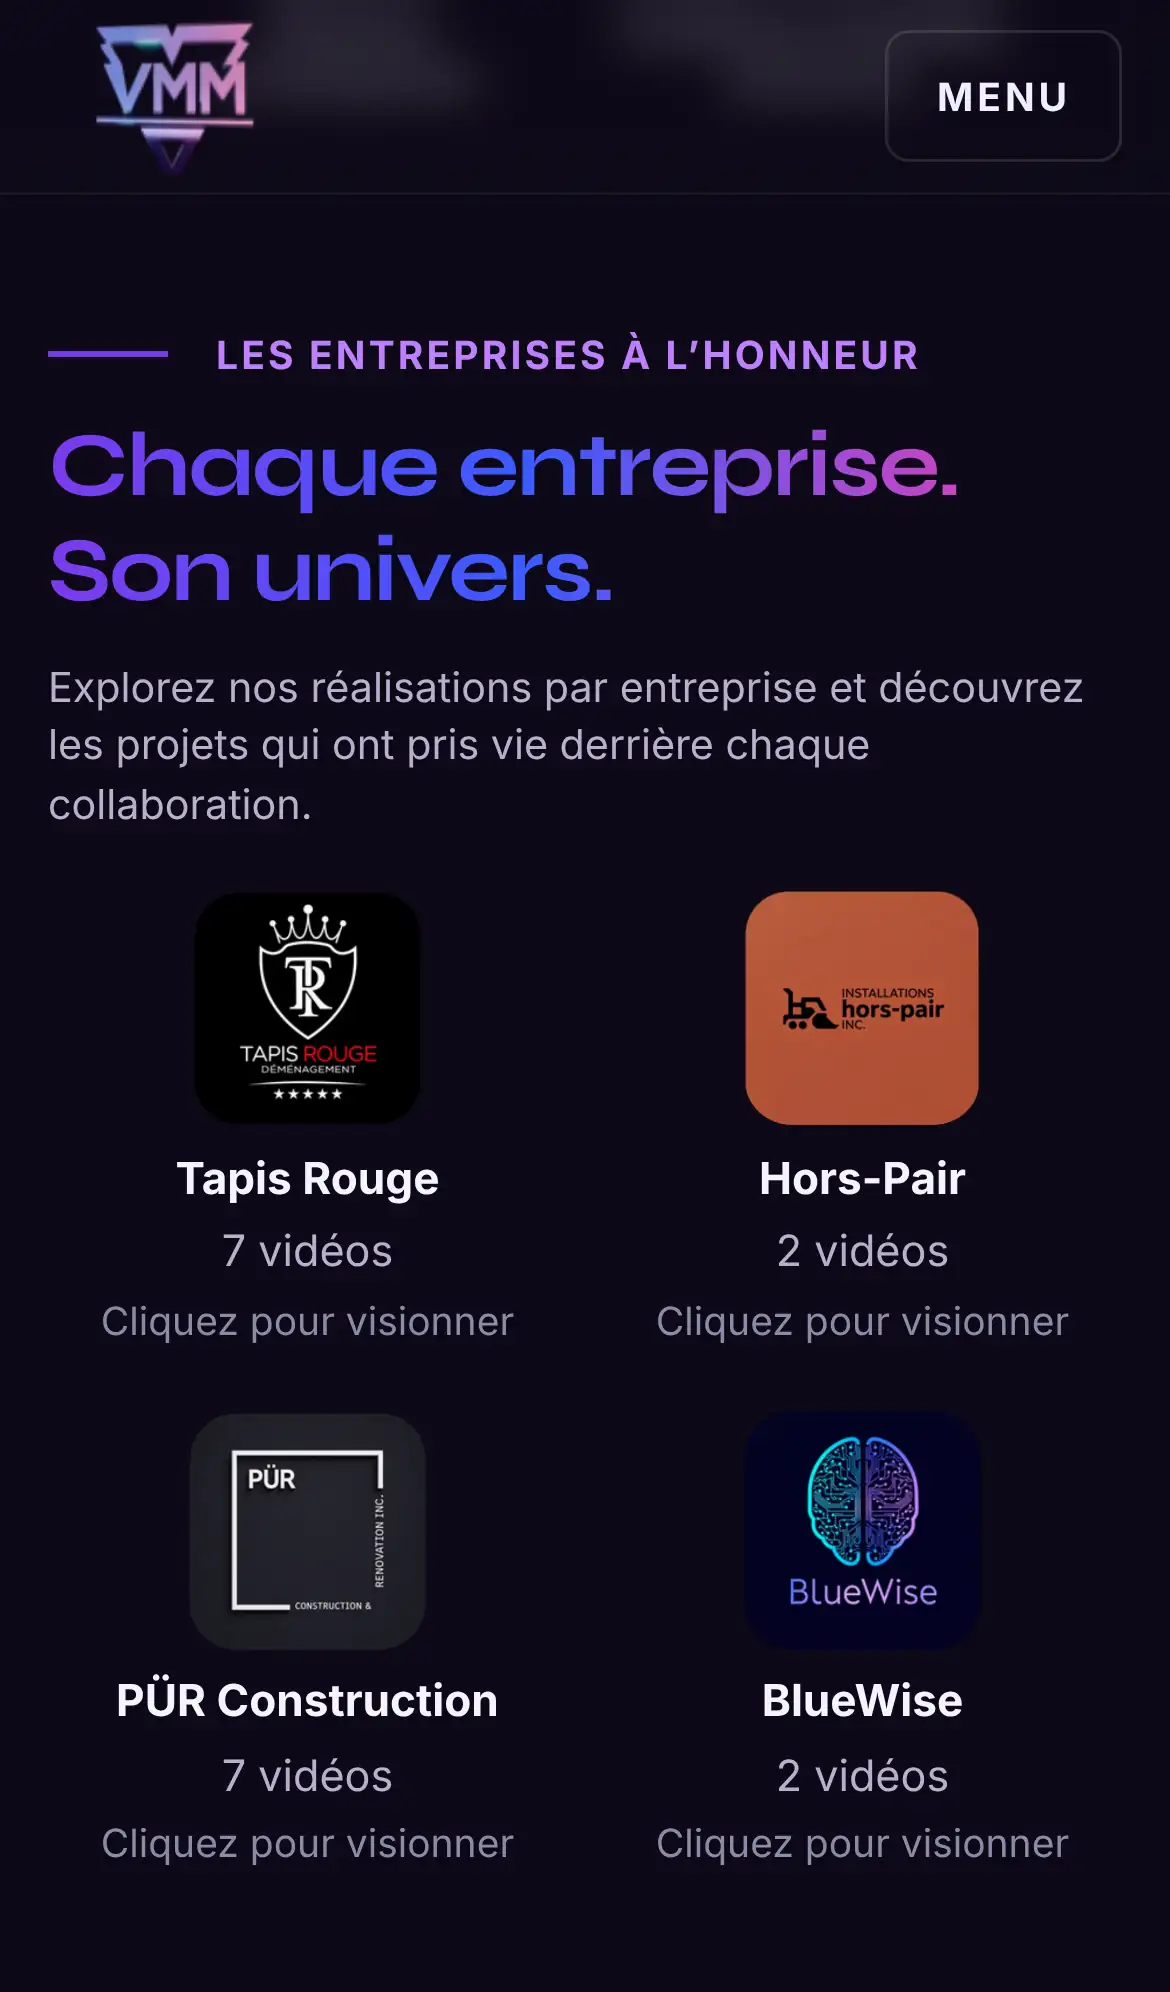 VMM
MENU
LES ENTREPRISES À L’HONNEUR
Chaque entreprise.
Son univers.
Explorez nos réalisations par entreprise et découvrez
les projets qui ont pris vie derrière chaque
collaboration.
TR
TAPIS ROUGE
DÉMÉNAGEMENT
Tapis Rouge
7 vidéos
Cliquez pour visionner
INSTALLATIONS
hors-pair
INC.
Hors-Pair
2 vidéos
Cliquez pour visionner
PÜR
CONSTRUCTION &
RENOVATION INC.
PÜR Construction
7 vidéos
Cliquez pour visionner
BLueWise
BlueWise
2 vidéos
Cliquez pour visionner